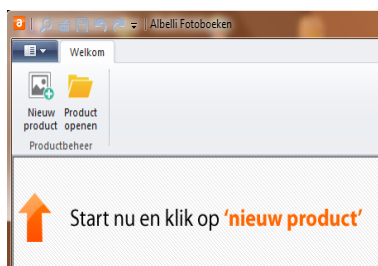 Albelli Fotoboeken
Welkom
Nieuw Product
product openen
Productbeheer
Start nu en klik op 'nieuw product'